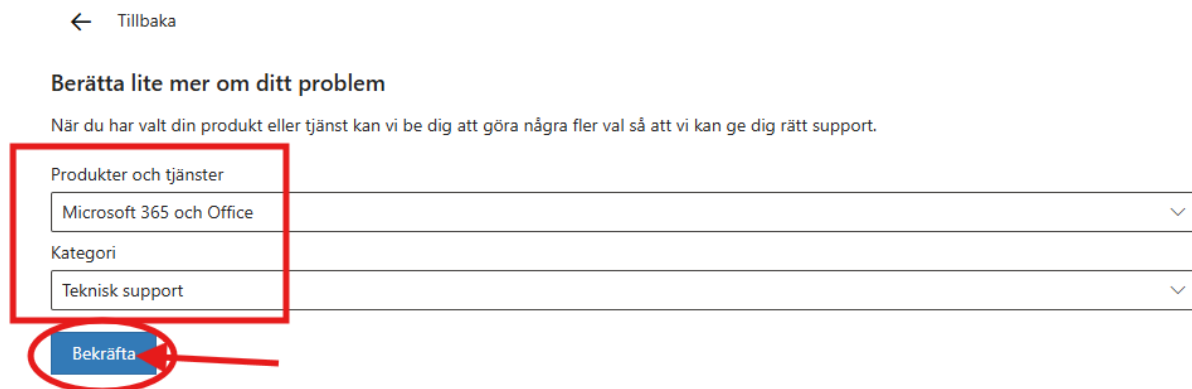 Tillbaka
Berätta lite mer om ditt problem
När du har valt din produkt eller tjänst kan vi be dig att göra några fler val så att vi kan ge dig rätt support.
Produkter och tjänster
Microsoft 365 och Office
Kategori
Teknisk support
Bekräfta